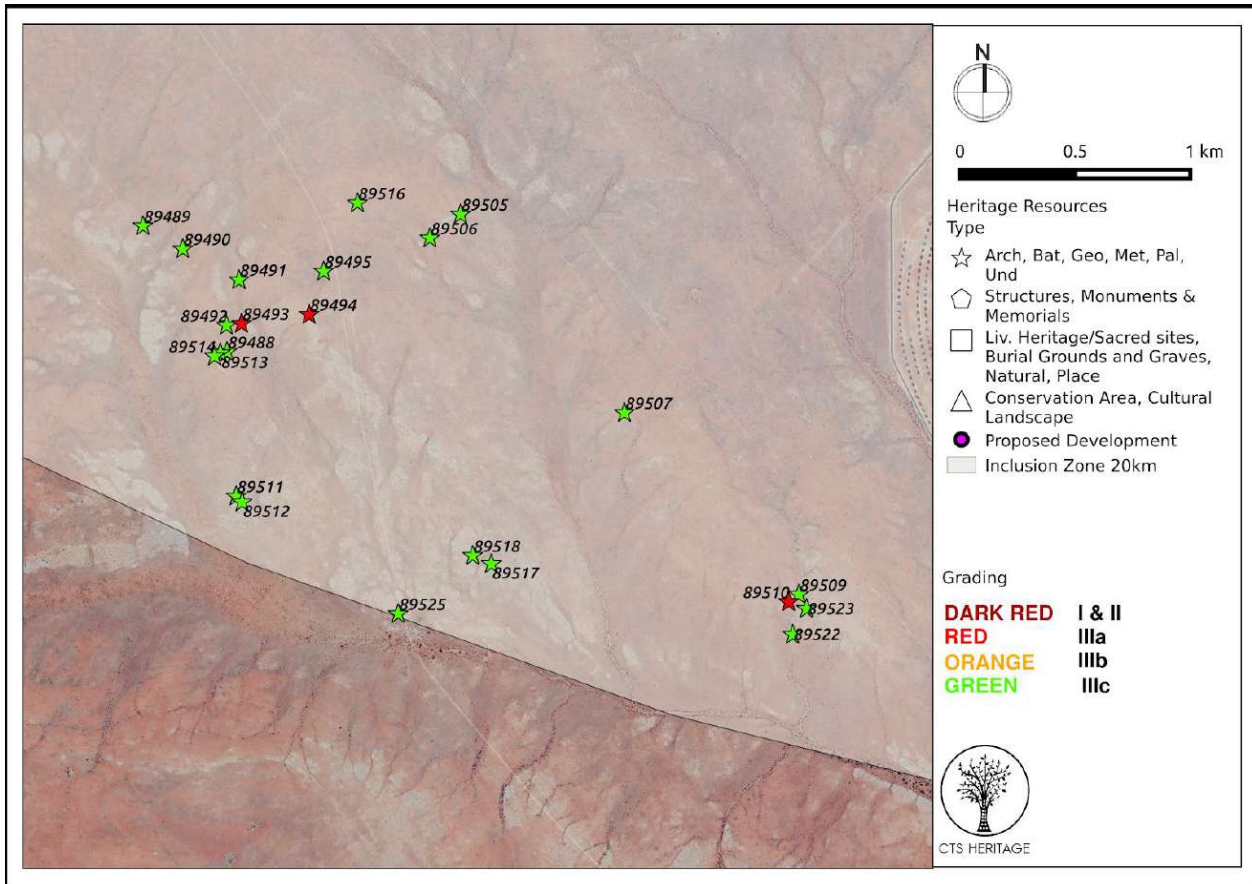 89516
89505
89489
89506
89490
89495
89491
89494
89492
89493
89514
89488
89513
89507
89511
89512
89518
89517
89509
89510
89523
89525
89522
N
0 0.5 1 km
Heritage Resources
Type
Arch, Bat, Geo, Met, Pal,
Und
Structures, Monuments &
Memorials
Liv. Heritage/Sacred sites,
Burial Grounds and Graves,
Natural, Place
Conservation Area, Cultural
Landscape
Proposed Development
Inclusion Zone 20km
Grading
DARK RED I & II
RED IIIa
ORANGE IIIb
GREEN IIIc
CTS HERITAGE